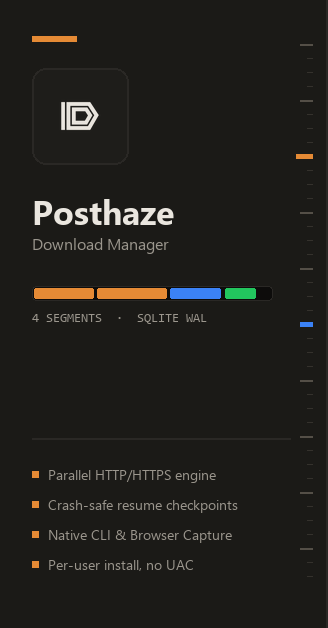 Posthaze
Download Manager
4 SEGMENTS · SQLITE WAL
Parallel HTTP/HTTPS engine
Crash-safe resume checkpoints
Native CLI & Browser Capture
Per-user install, no UAC